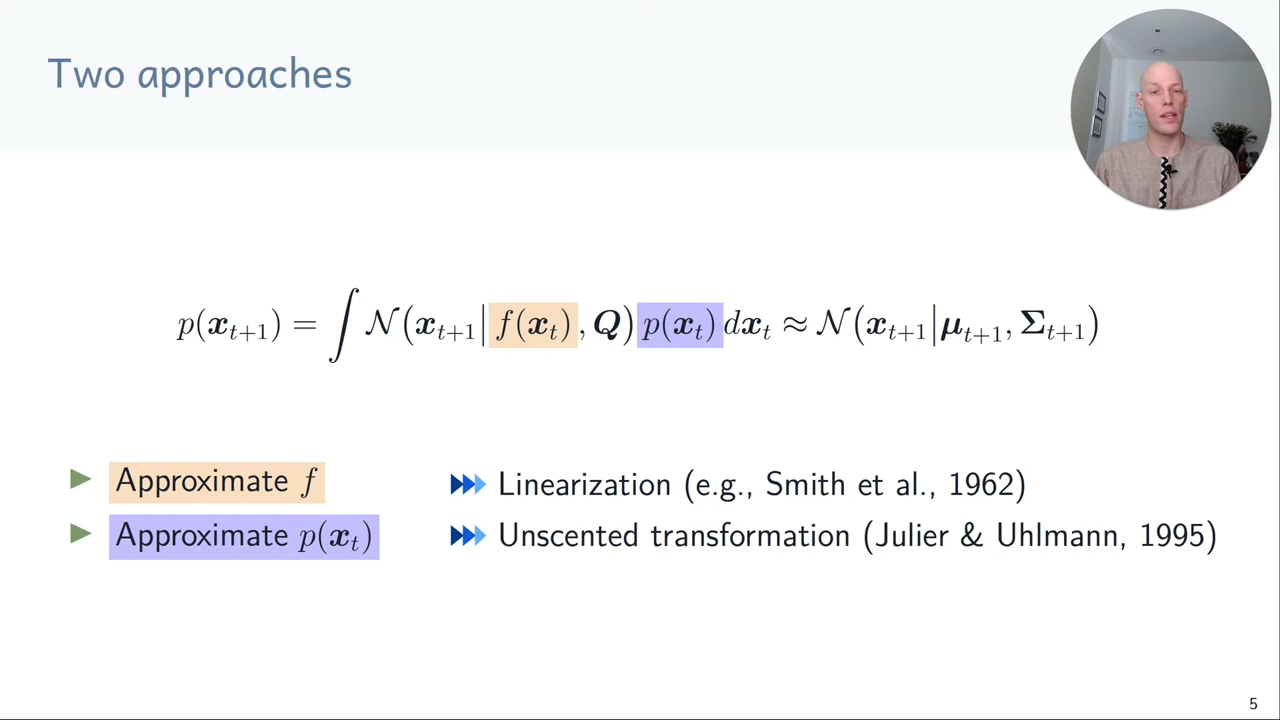 Two approaches
p(x_{t+1}) = ∫ 𝒩(x_{t+1}|f(x_t), Q)p(x_t)dx_t ≈ 𝒩(x_{t+1}|μ_{t+1}, Σ_{t+1})
Approximate f Linearization (e.g., Smith et al., 1962)
Approximate p(x_t) Unscented transformation (Julier & Uhlmann, 1995)
5